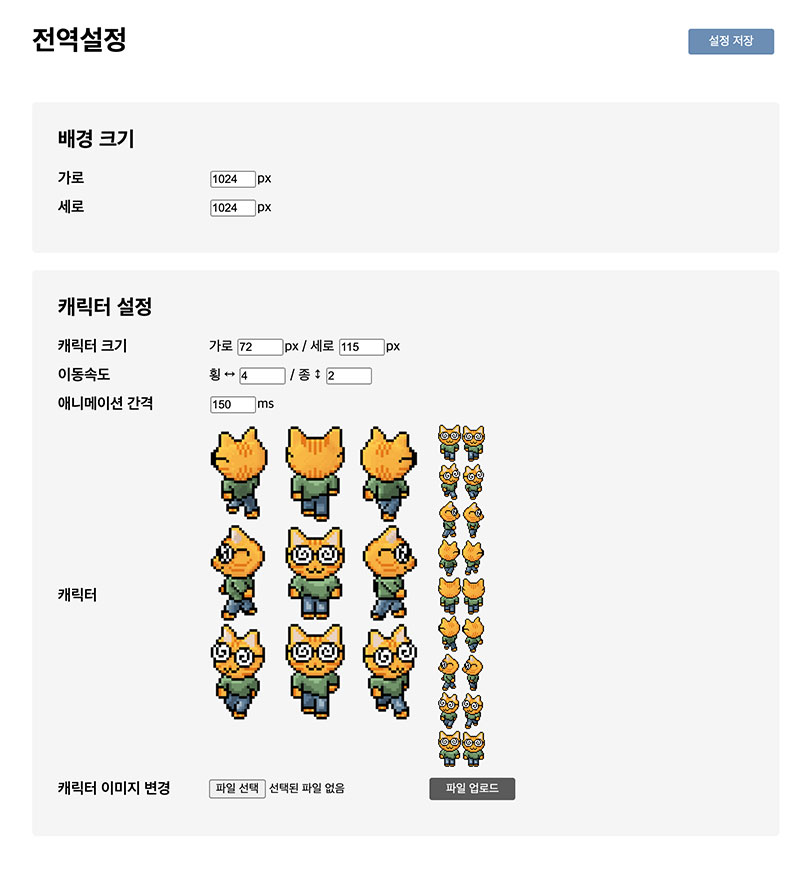 전역설정
설정 저장
배경 크기
가로 1024 px
세로 1024 px
캐릭터 설정
캐릭터 크기 가로 72 px / 세로 115 px
이동속도 횡 ↔ 4 / 종 ↕ 2
애니메이션 간격 150 ms
캐릭터
캐릭터 이미지 변경 파일 선택 선택된 파일 없음 파일 업로드